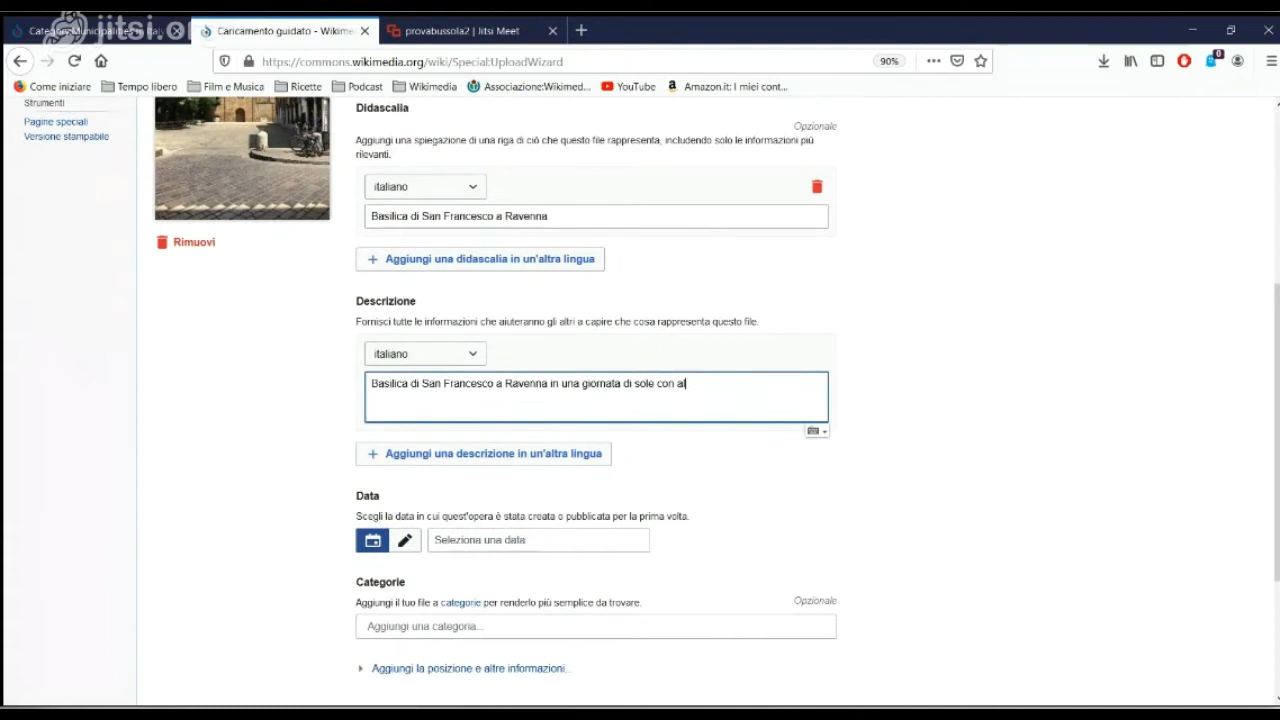 jitsi.or
Category:Municipalities in Italy
Caricamento guidato - Wikime
provabussola2 | Jitsi Meet
https://commons.wikimedia.org/wiki/Special:UploadWizard
90%
0
Come iniziare
Tempo libero
Film e Musica
Ricette
Podcast
Wikimedia
Associazione:Wikimed...
YouTube
Amazon.it: I miei cont...
Strumenti
Pagine speciali
Versione stampabile
Rimuovi
Didascalia
Opzionale
Aggiungi una spiegazione di una riga di ciò che questo file rappresenta, includendo solo le informazioni più
rilevanti.
italiano
Basilica di San Francesco a Ravenna
+ Aggiungi una didascalia in un'altra lingua
Descrizione
Fornisci tutte le informazioni che aiuteranno gli altri a capire che cosa rappresenta questo file.
italiano
Basilica di San Francesco a Ravenna in una giornata di sole con al
+ Aggiungi una descrizione in un'altra lingua
Data
Scegli la data in cui quest'opera è stata creata o pubblicata per la prima volta.
Seleziona una data
Categorie
Aggiungi il tuo file a categorie per renderlo più semplice da trovare.
Opzionale
Aggiungi una categoria...
Aggiungi la posizione e altre informazioni...